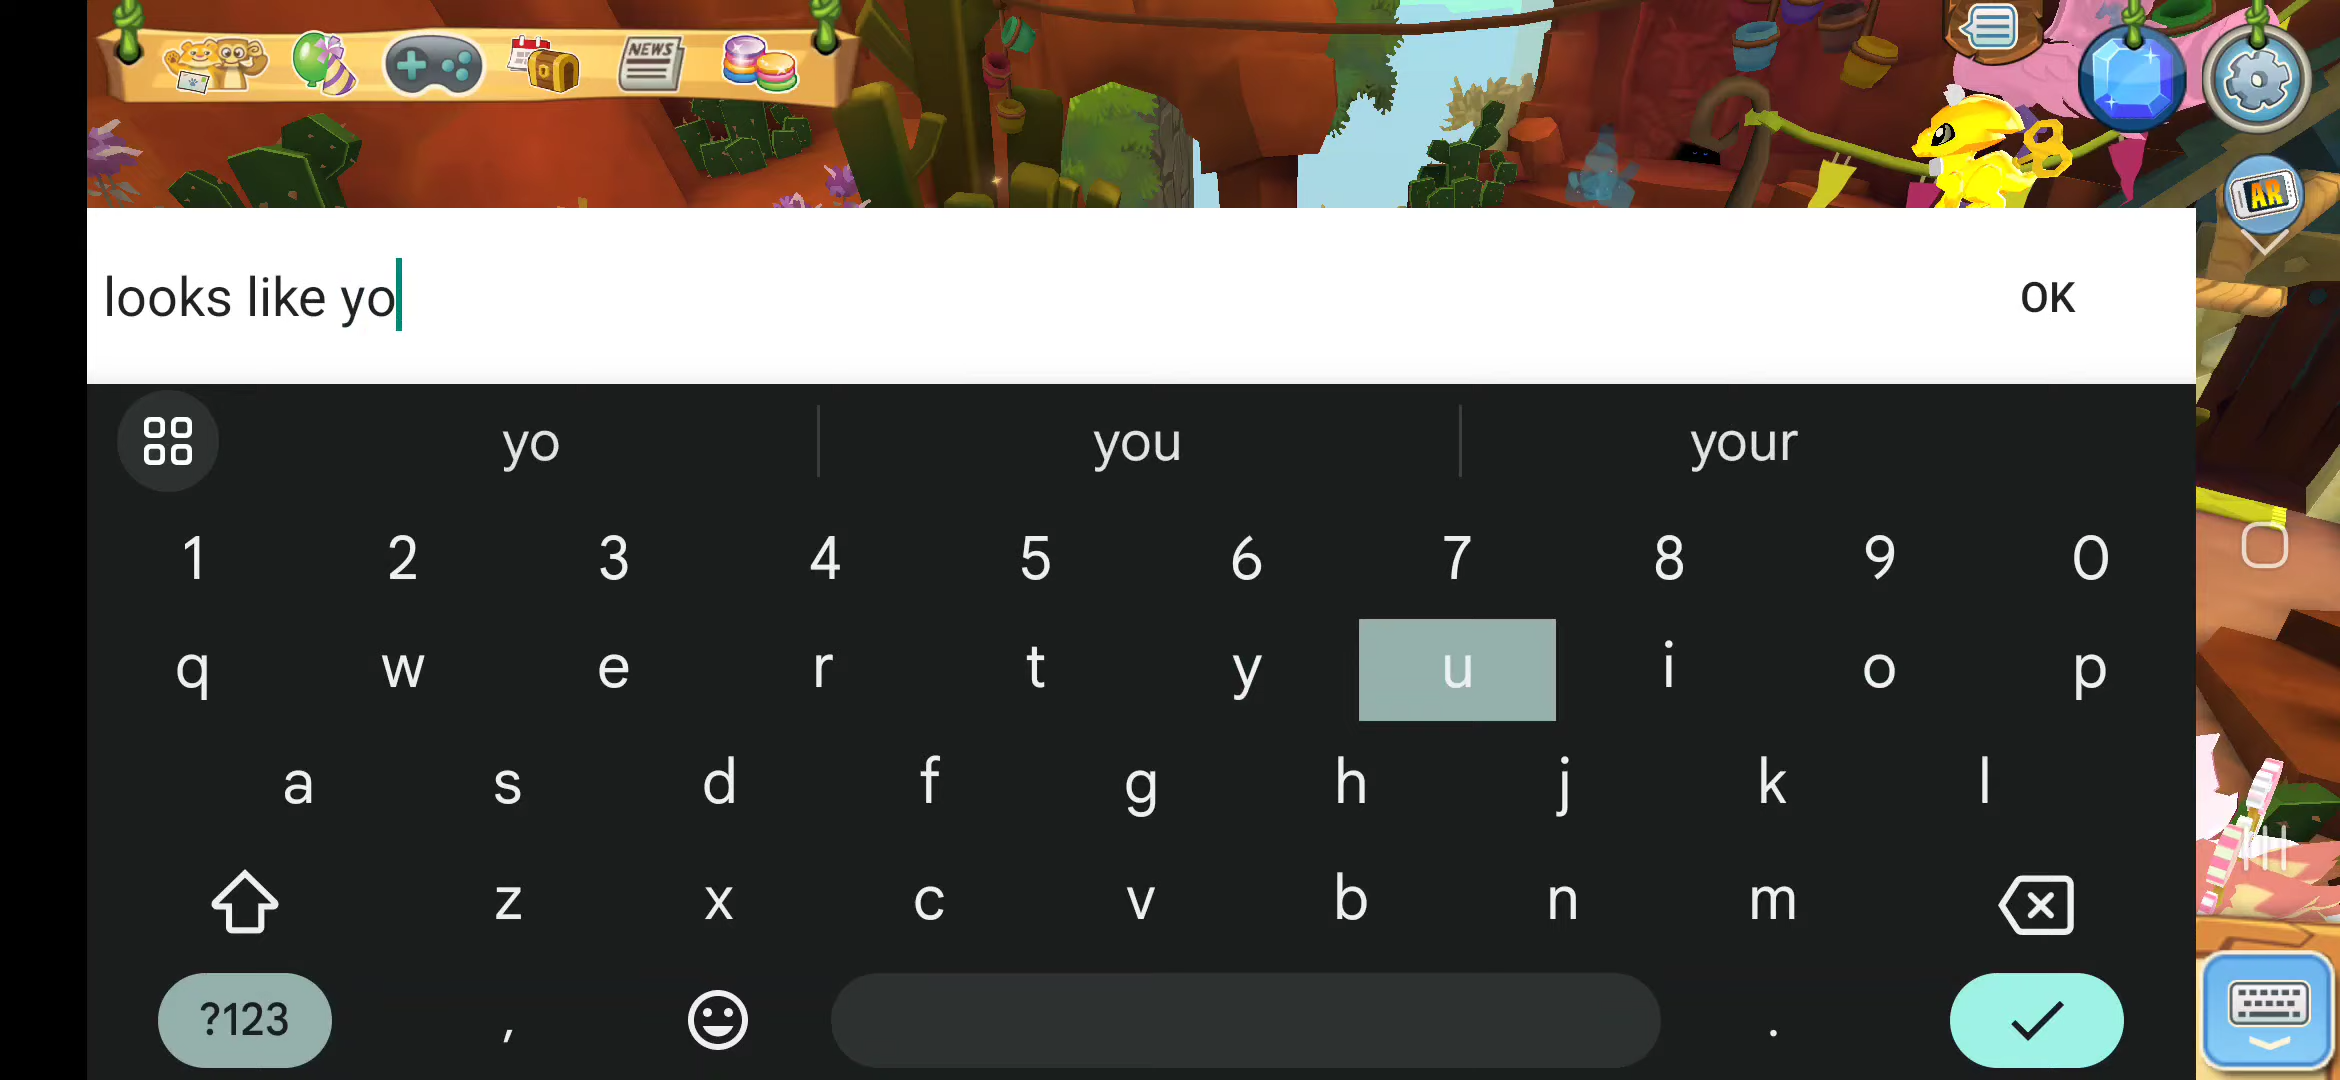 NEWS
AR
looks like yo
OK
yo you your
1 2 3 4 5 6 7 8 9 0
q w e r t y u i o p
a s d f g h j k l
z x c v b n m
?123 , .